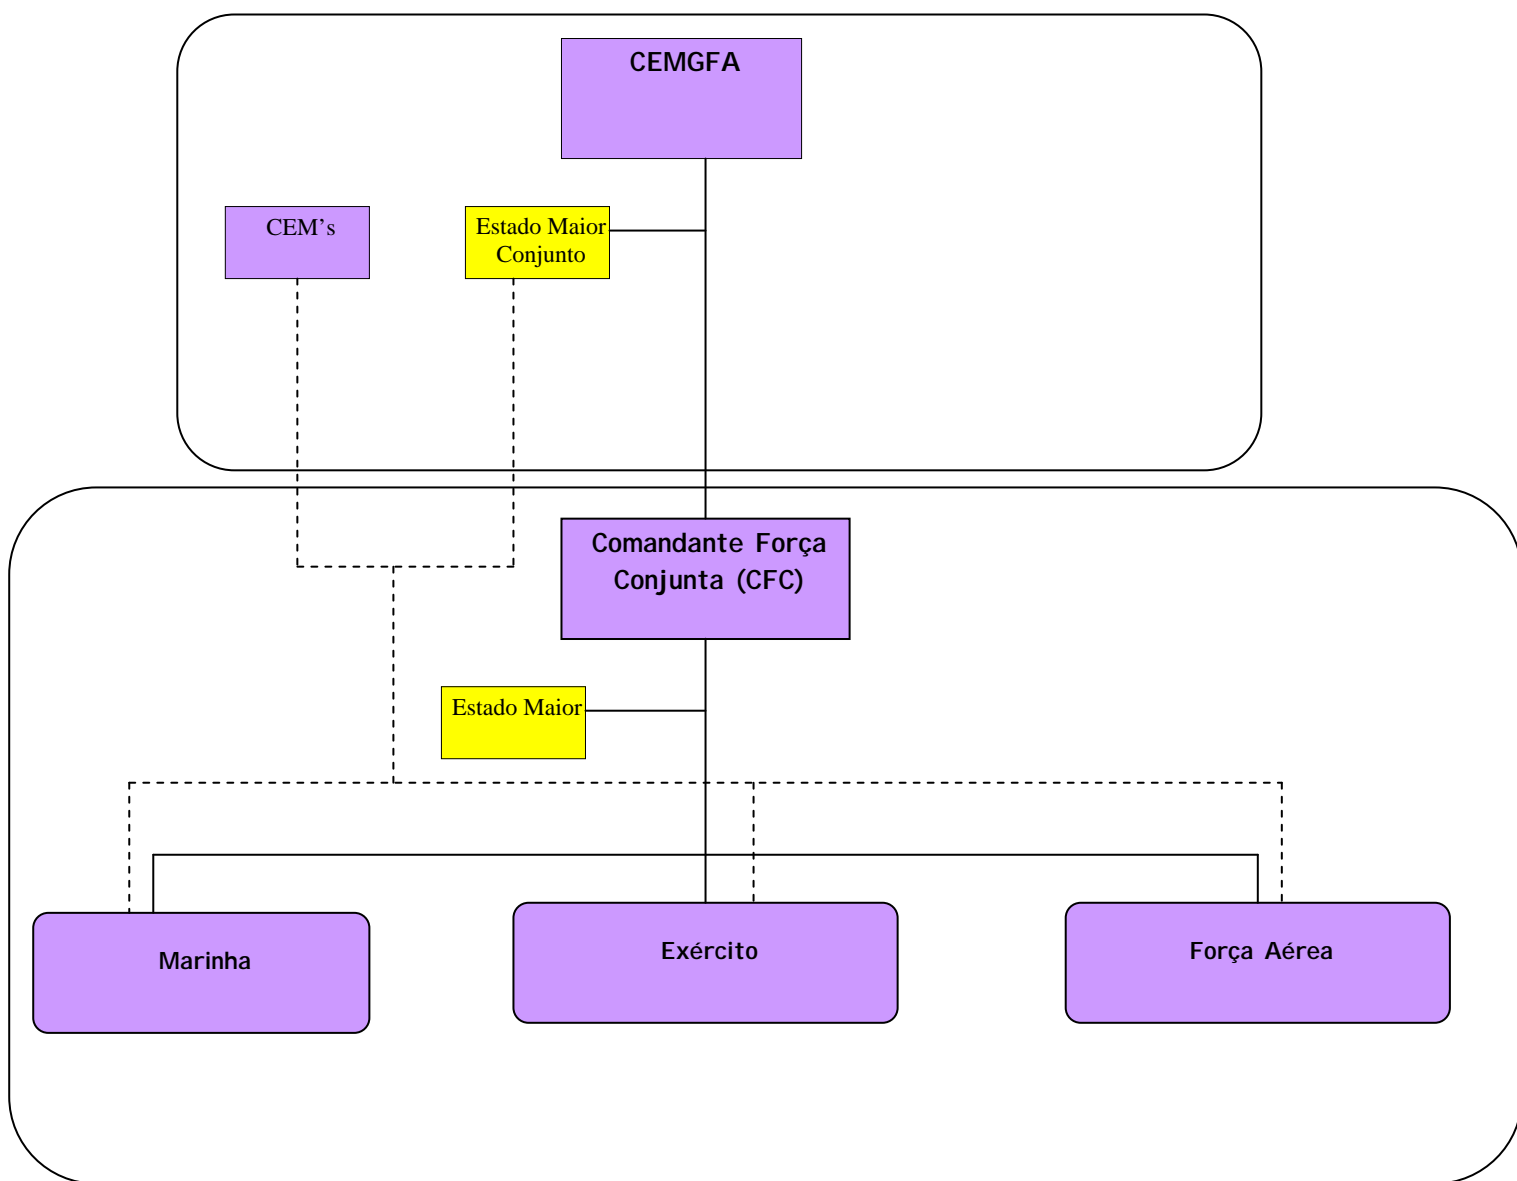 CEMGFA
CEM’s
Estado Maior
Conjunto
Comandante Força
Conjunta (CFC)
Estado Maior
Marinha
Exército
Força Aérea